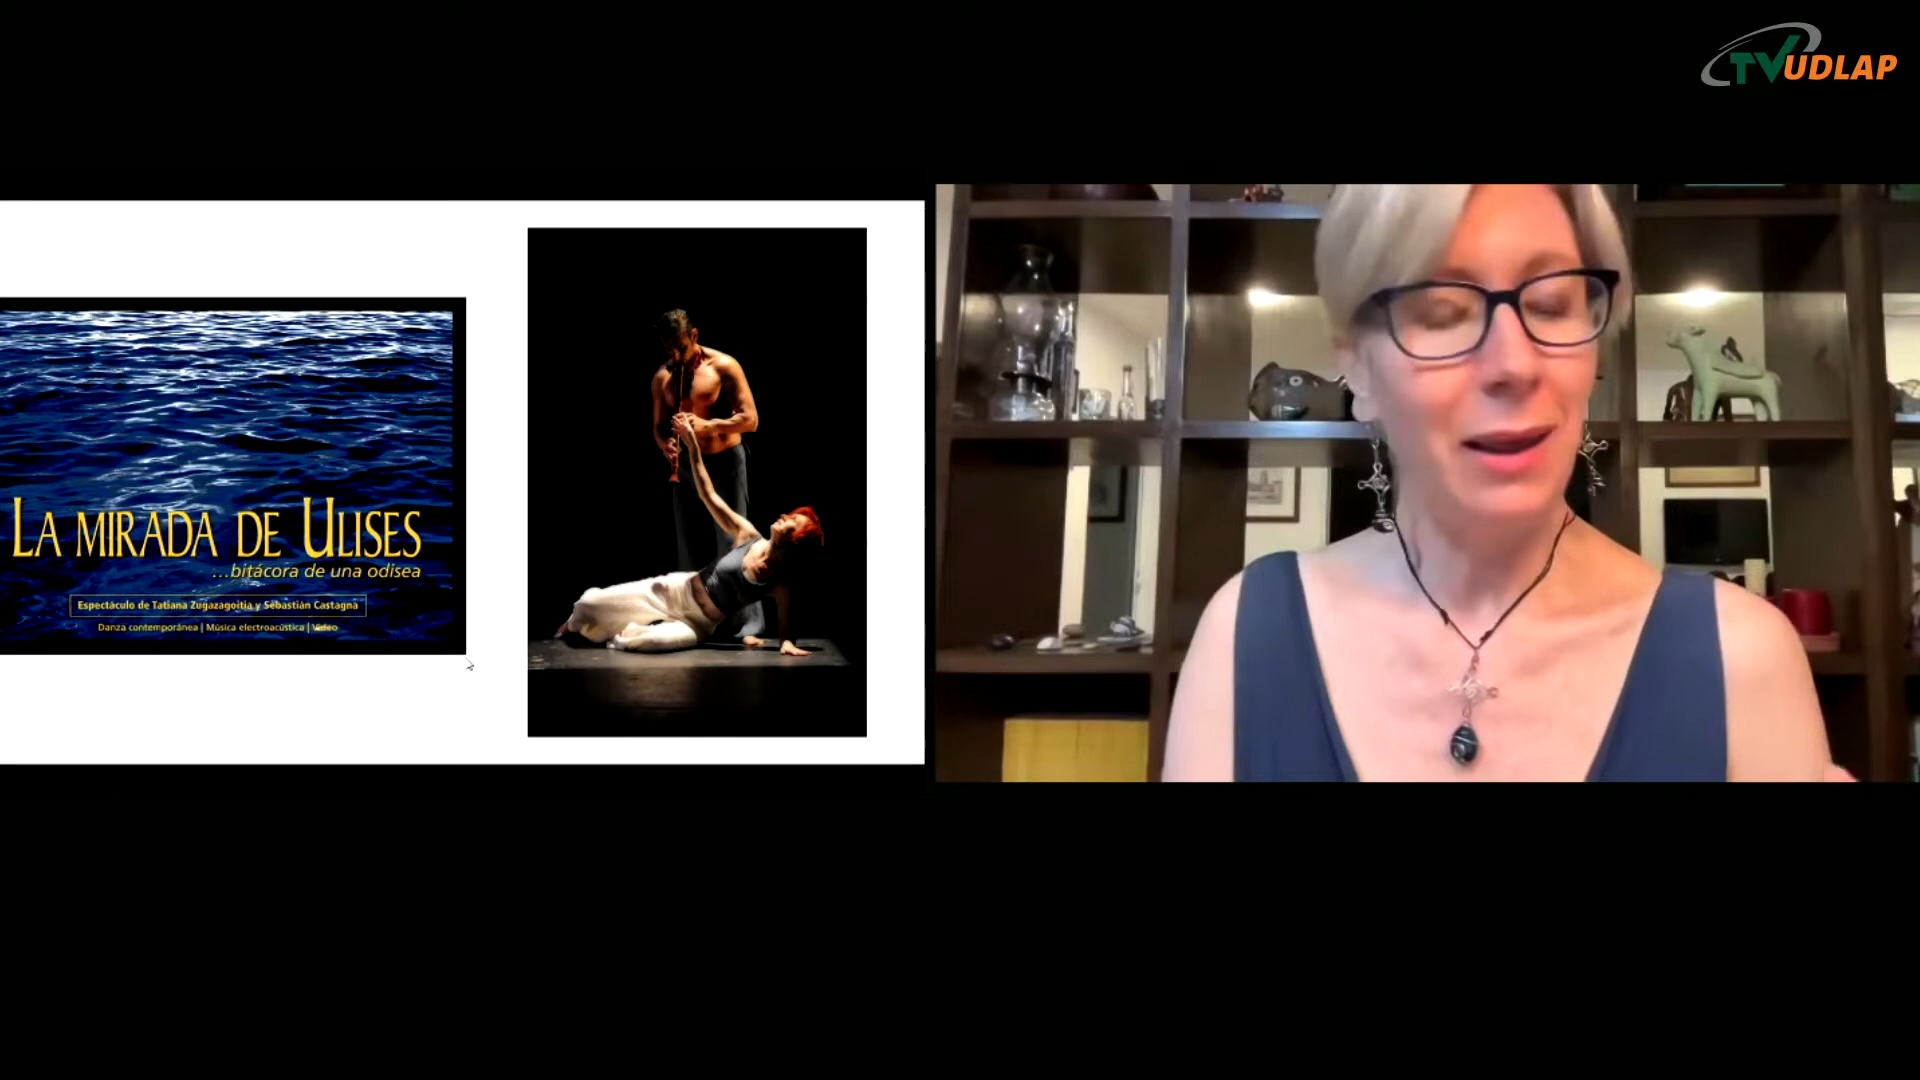 TVUDLAP
LA MIRADA DE ULISES
...bitácora de una odisea
Espectáculo de Tatiana Zugazagoitia y Sebastián Castagna
Danza contemporánea | Música electroacústica | Video